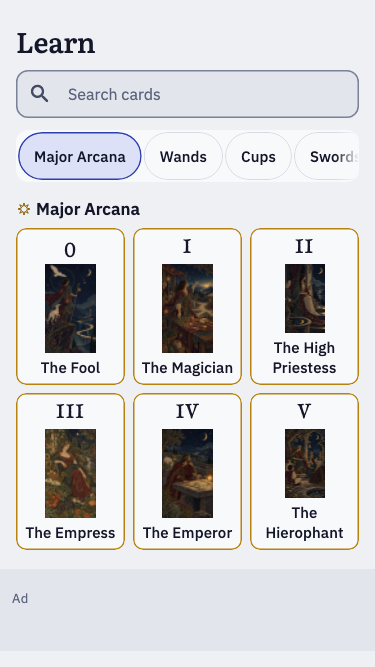 Learn
Search cards
Major Arcana
Wands
Cups
Swords
Major Arcana
0
The Fool
I
The Magician
II
The High
Priestess
III
The Empress
IV
The Emperor
V
The
Hierophant
Ad